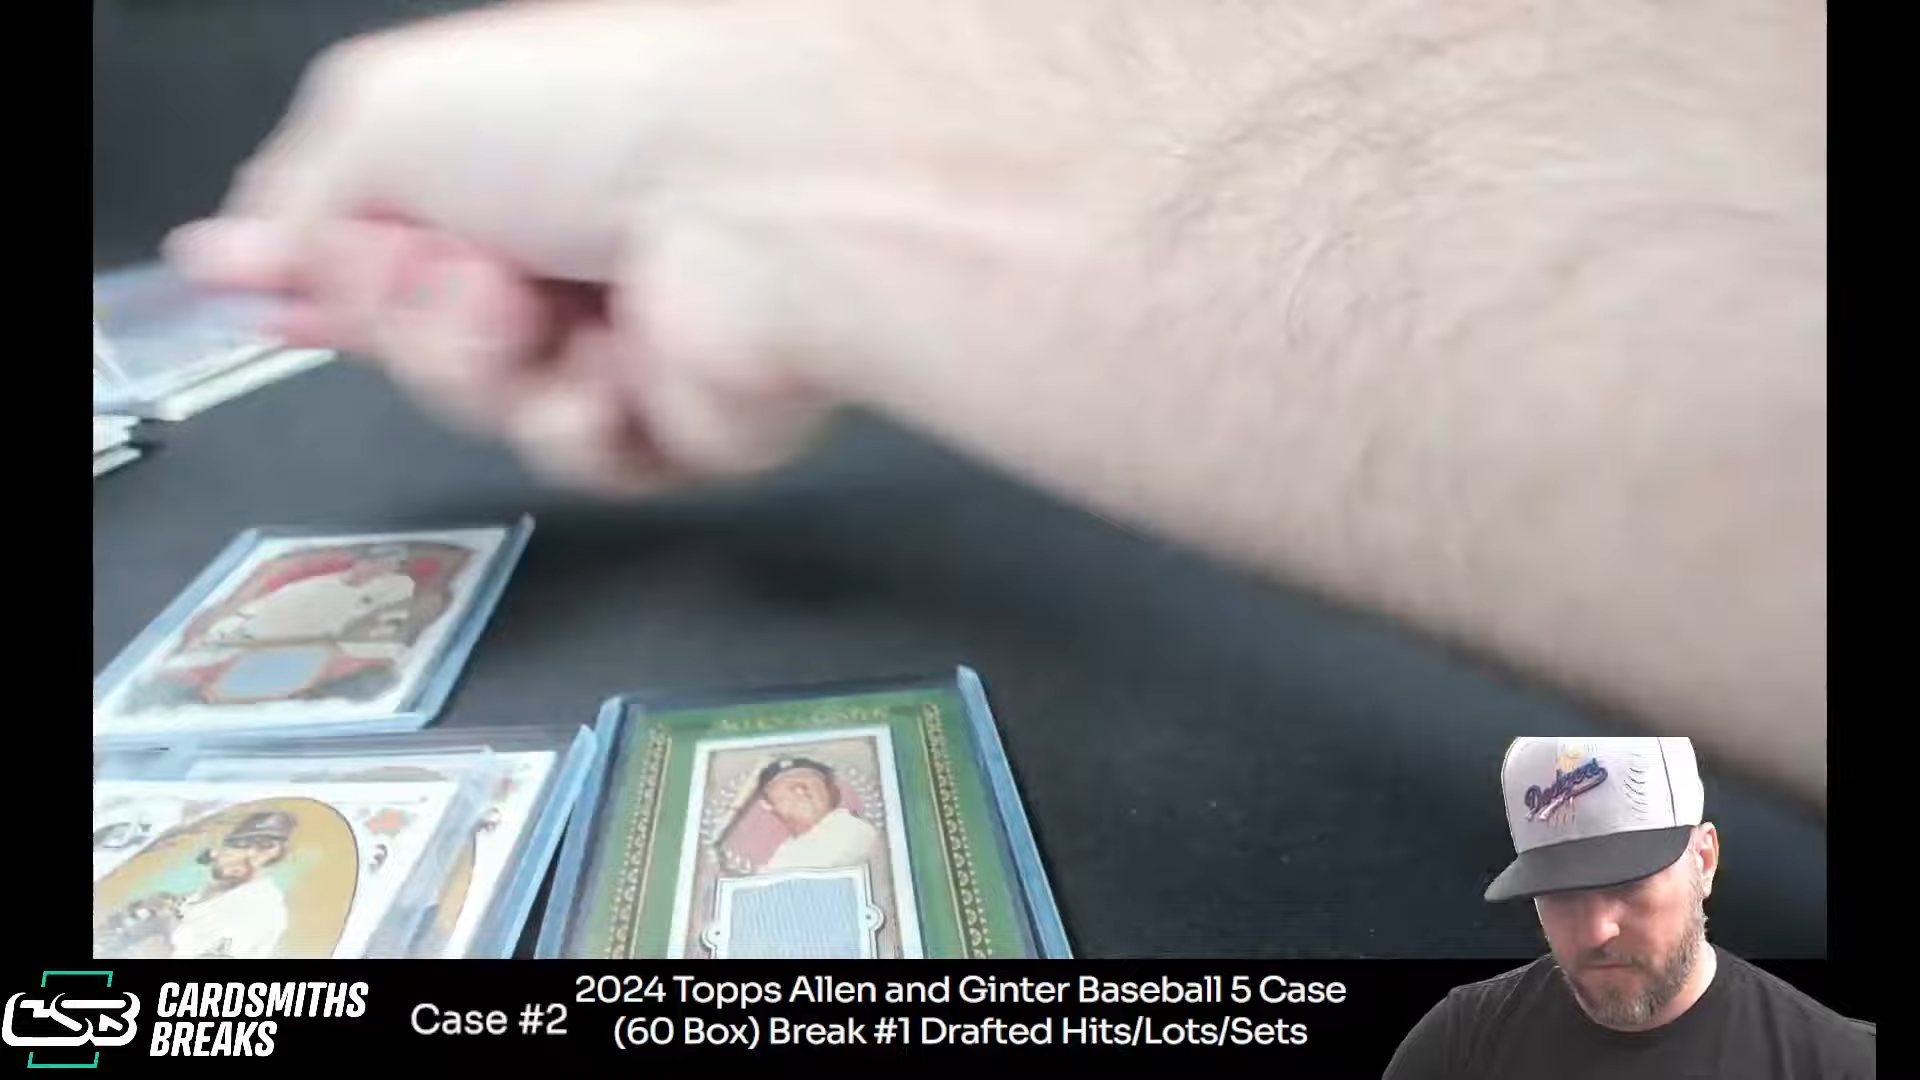 Dodgers
CSB
CARDSMITHS
BREAKS
Case #2
2024 Topps Allen and Ginter Baseball 5 Case
(60 Box) Break #1 Drafted Hits/Lots/Sets